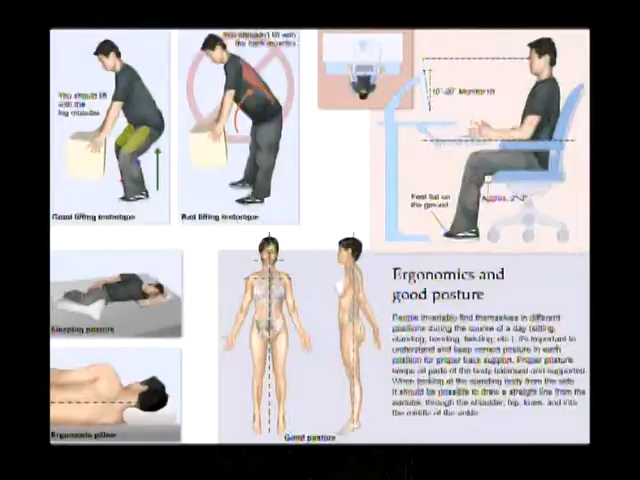 You should lift
with the
leg muscles
Good lifting technique
You shouldn't lift with
the back muscles
Bad lifting technique
Monitor tilt
Feet flat on
the ground
Approx. 2"-3"
Sleeping posture
Ergonomic pillow
Good posture
Ergonomics and
good posture
People invariably find themselves in different
positions during the course of a day (sitting,
standing, bending, twisting, etc.). It's important to
understand and keep correct posture in each
position for proper back support. Proper posture
keeps all parts of the body balanced and supported.
When looking at the standing body from the side
it should be possible to draw a straight line from the
earlobe, through the shoulder, hip, knee, and into
the middle of the ankle.